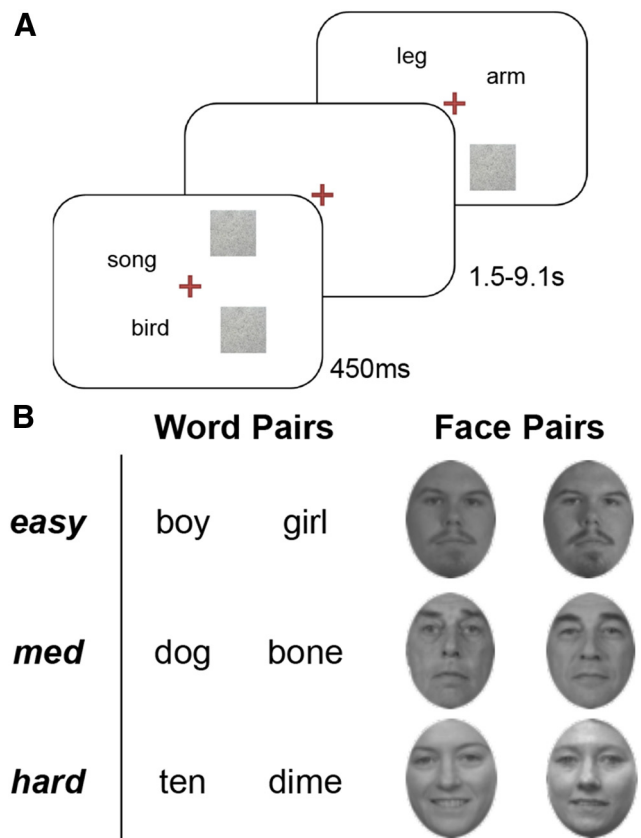 A
leg
arm
song
bird
1.5-9.1s
450ms
B
Word Pairs Face Pairs
easy boy girl
med dog bone
hard ten dime